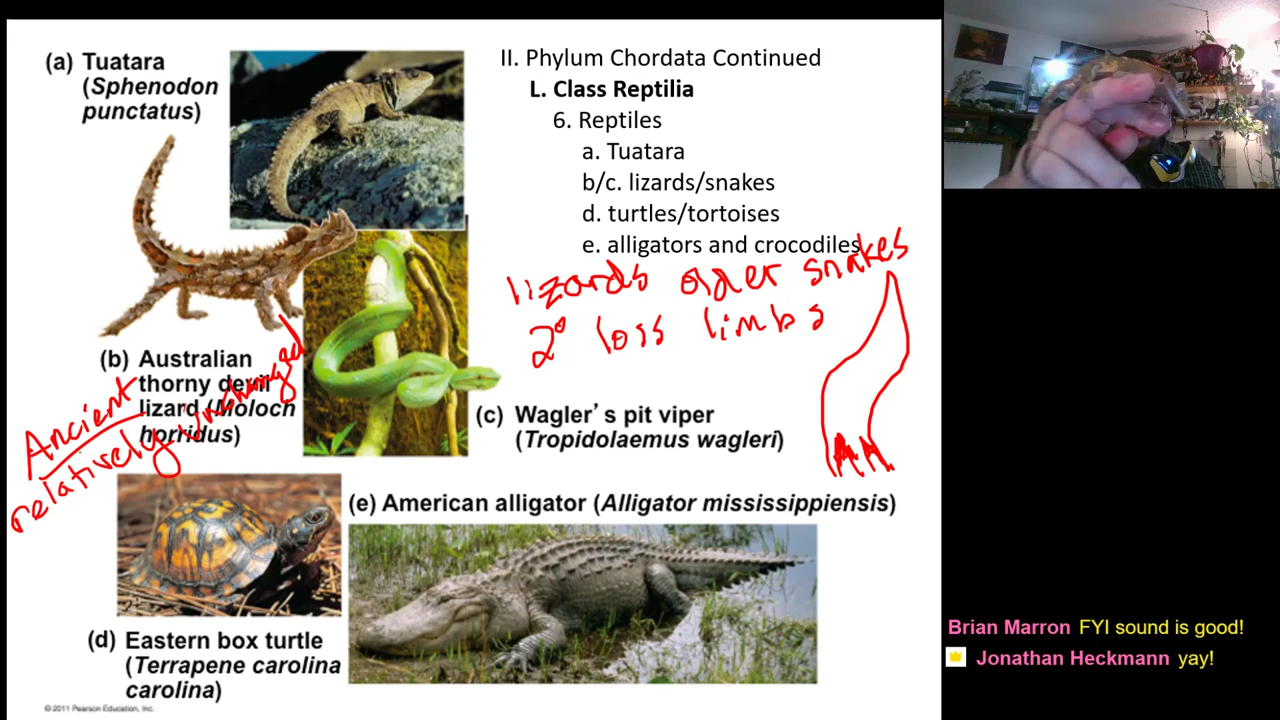 (a) Tuatara
(Sphenodon
punctatus)
II. Phylum Chordata Continued
L. Class Reptilia
6. Reptiles
a. Tuatara
b/c. lizards/snakes
d. turtles/tortoises
e. alligators and crocodiles
lizards older snakes
2° loss limbs
(b) Australian
thorny devil
lizard (Moloch
horridus)
Ancient
relatively unchanged
(c) Wagler's pit viper
(Tropidolaemus wagleri)
(e) American alligator (Alligator mississippiensis)
(d) Eastern box turtle
(Terrapene carolina
carolina)
© 2011 Pearson Education, Inc.
Brian Marron FYI sound is good!
Jonathan Heckmann yay!